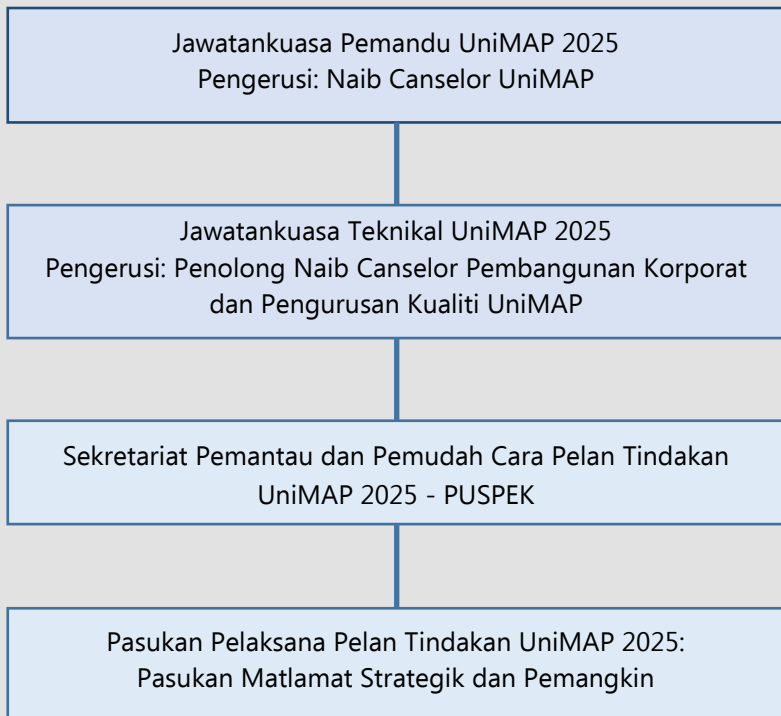 Jawatankuasa Pemandu UniMAP 2025
Pengerusi: Naib Canselor UniMAP
Jawatankuasa Teknikal UniMAP 2025
Pengerusi: Penolong Naib Canselor Pembangunan Korporat
dan Pengurusan Kualiti UniMAP
Sekretariat Pemantau dan Pemudah Cara Pelan Tindakan
UniMAP 2025 - PUSPEK
Pasukan Pelaksana Pelan Tindakan UniMAP 2025:
Pasukan Matlamat Strategik dan Pemangkin